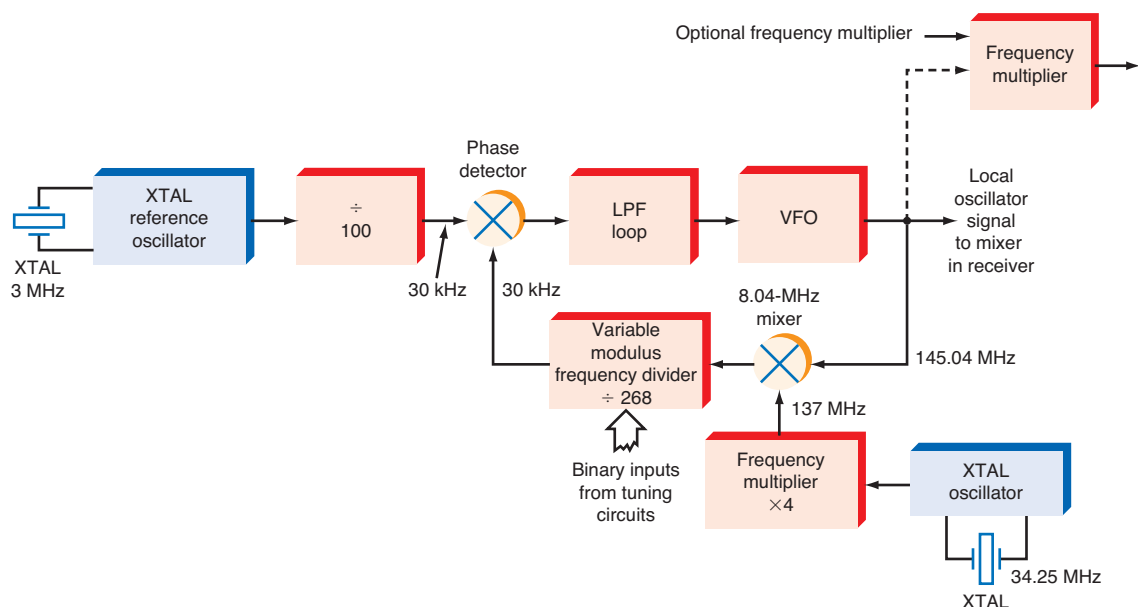 Optional frequency multiplier
Frequency
multiplier
Phase
detector
XTAL
reference
oscillator
÷
100
LPF
loop
VFO
Local
oscillator
signal
to mixer
in receiver
XTAL
3 MHz
30 kHz
30 kHz
8.04-MHz
mixer
Variable
modulus
frequency divider
÷ 268
145.04 MHz
137 MHz
Binary inputs
from tuning
circuits
Frequency
multiplier
×4
XTAL
oscillator
34.25 MHz
XTAL